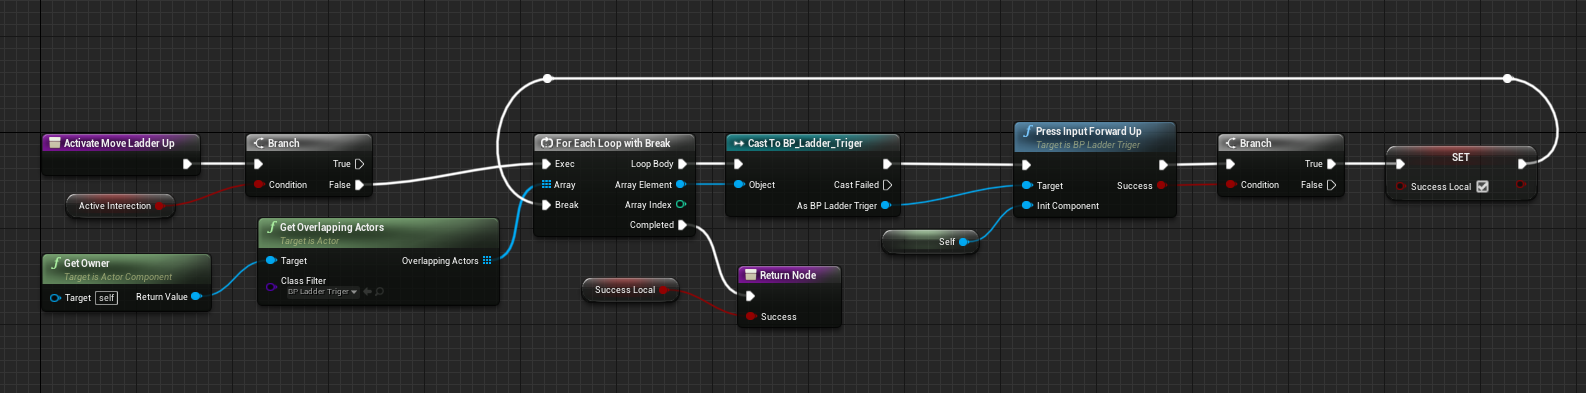 Activate Move Ladder Up
Branch
True
Condition
False
Active Interection
Get Owner
Target is Actor Component
Target
self
Return Value
Get Overlapping Actors
Target is Actor
Target
Overlapping Actors
Class Filter
BP Ladder Triger
For Each Loop with Break
Exec
Loop Body
Array
Array Element
Break
Array Index
Completed
Cast To BP_Ladder_Triger
Object
Cast Failed
As BP Ladder Triger
Self
Success Local
Return Node
Success
Press Input Forward Up
Target is BP Ladder Triger
Target
Success
Init Component
Branch
True
Condition
False
SET
Success Local